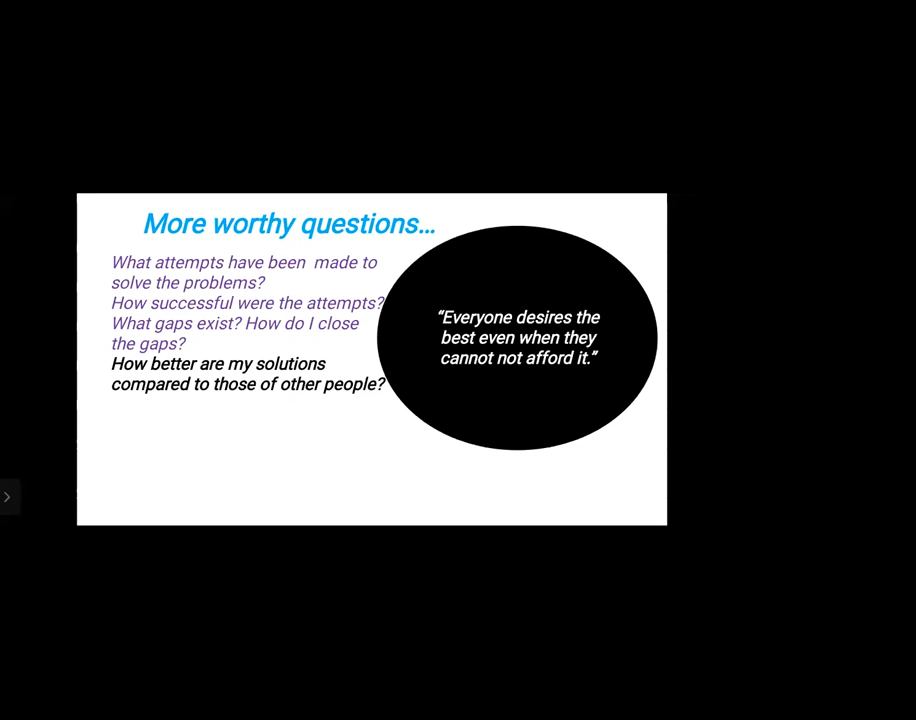 More worthy questions...
What attempts have been made to
solve the problems?
How successful were the attempts?
What gaps exist? How do I close
the gaps?
How better are my solutions
compared to those of other people?
“Everyone desires the
best even when they
cannot not afford it.”